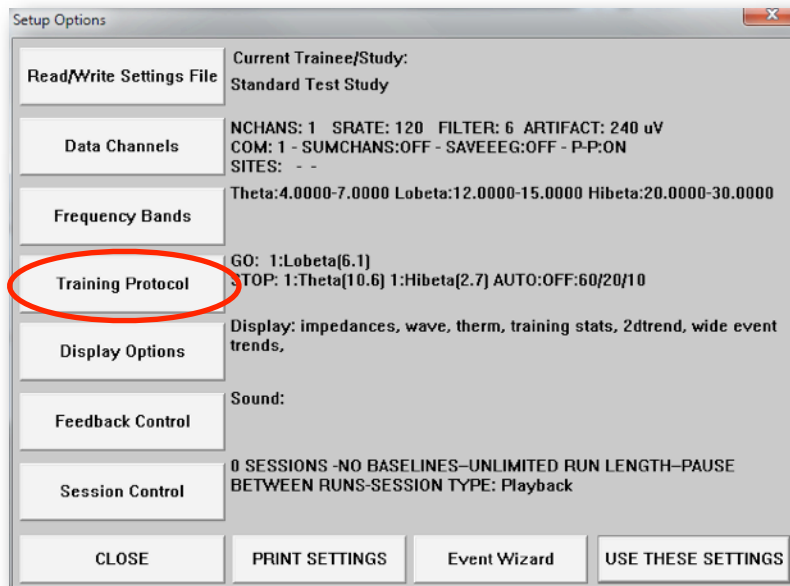 Setup Options
Read/Write Settings File
Current Trainee/Study:
Standard Test Study
Data Channels
NCHANS: 1 SRATE: 120 FILTER: 6 ARTIFACT: 240 uV
COM: 1 - SUMCHANS:OFF - SAVEEEG:OFF - P-P:ON
SITES: - -
Frequency Bands
Theta:4.0000-7.0000 Lobeta:12.0000-15.0000 Hibeta:20.0000-30.0000
Training Protocol
GO: 1:Lobeta(6.1)
STOP: 1:Theta(10.6) 1:Hibeta(2.7) AUTO:OFF:60/20/10
Display Options
Display: impedances, wave, therm, training stats, 2dtrend, wide event
trends,
Feedback Control
Sound:
Session Control
0 SESSIONS -NO BASELINES--UNLIMITED RUN LENGTH--PAUSE
BETWEEN RUNS-SESSION TYPE: Playback
CLOSE
PRINT SETTINGS
Event Wizard
USE THESE SETTINGS